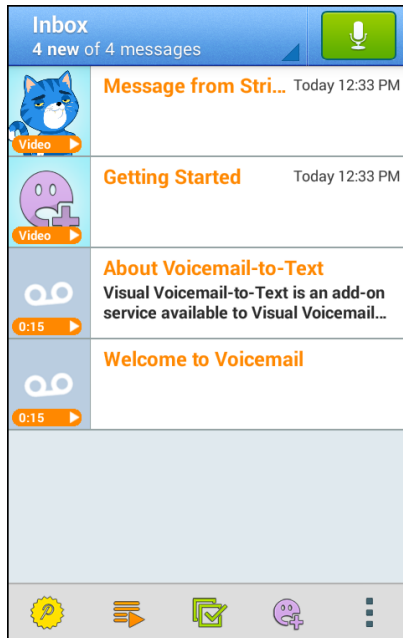 Inbox
4 new of 4 messages
Message from Stri... Today 12:33 PM
Video
Getting Started Today 12:33 PM
Video
About Voicemail-to-Text
Visual Voicemail-to-Text is an add-on
service available to Visual Voicemail...
0:15
Welcome to Voicemail
0:15
P